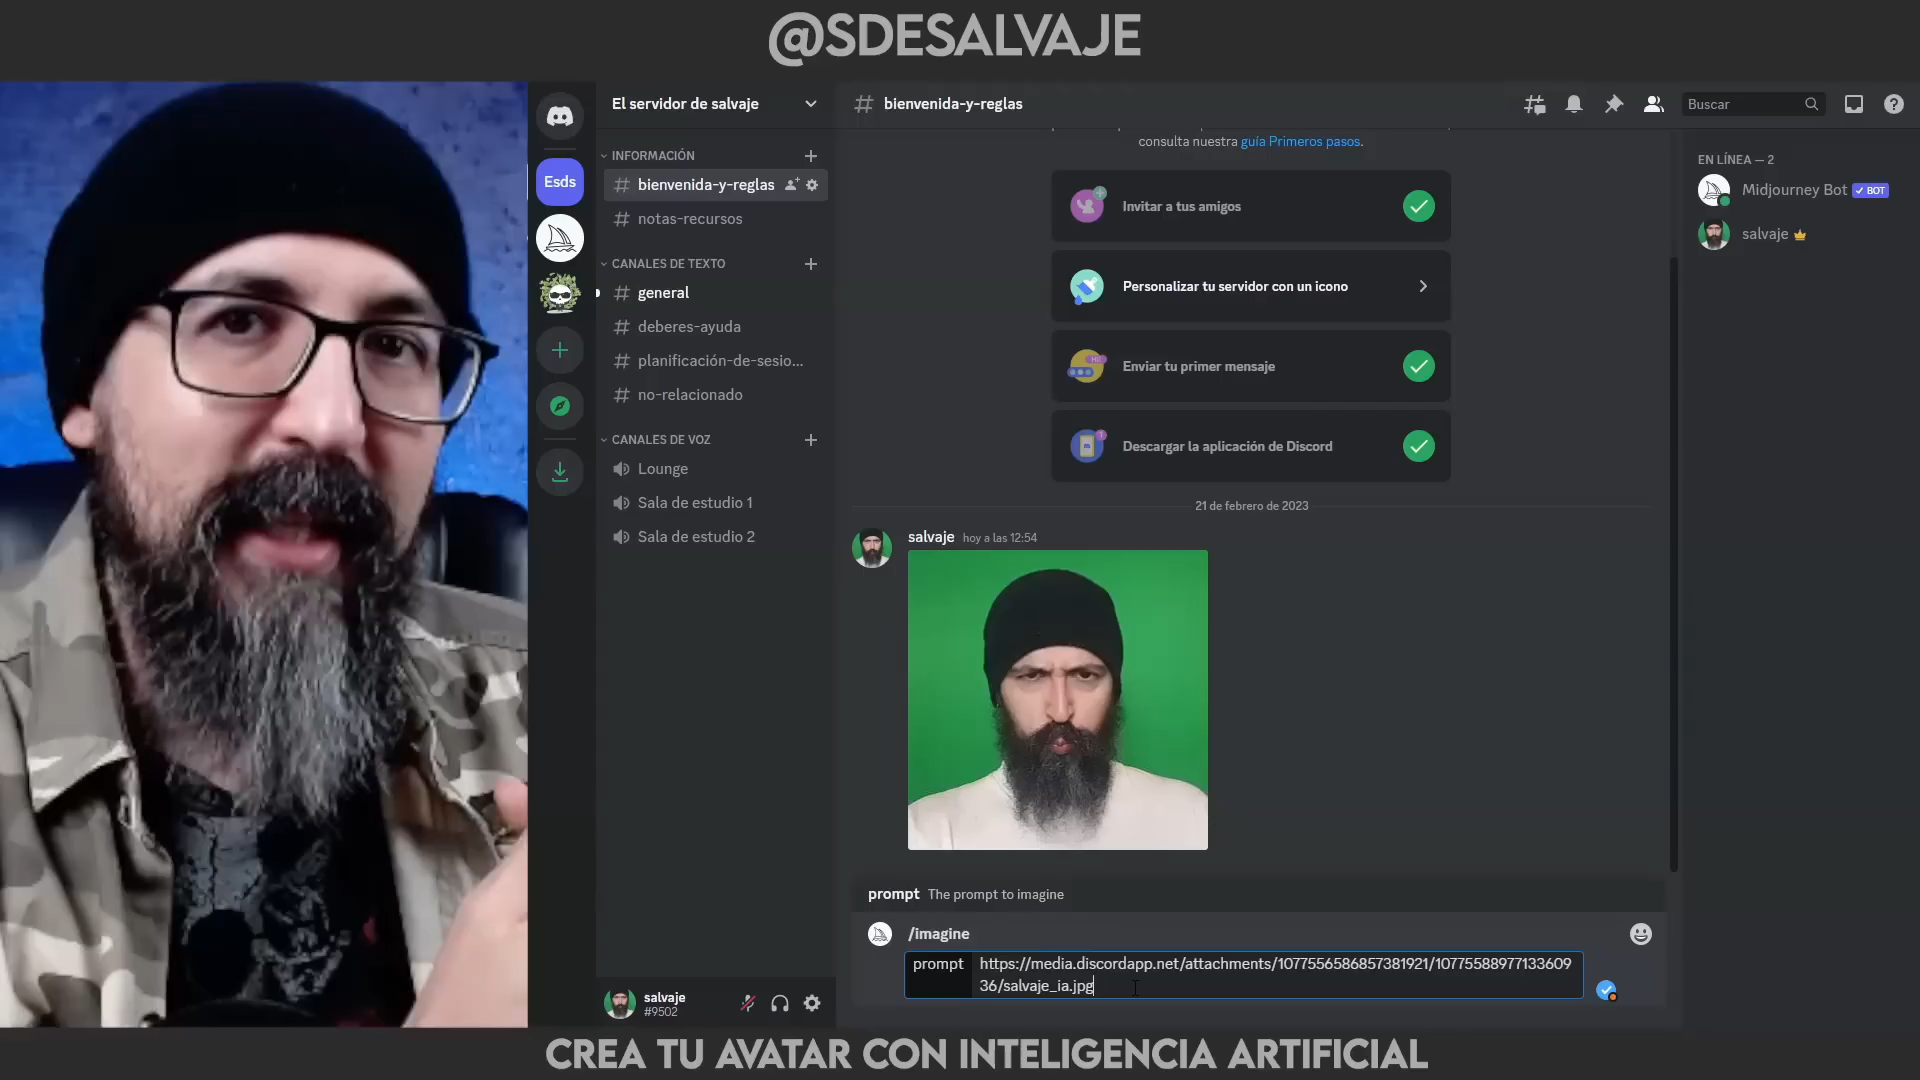 @SDESALVAJE
El servidor de salvaje
bienvenida-y-reglas
Buscar
Esds
INFORMACIÓN
bienvenida-y-reglas
notas-recursos
CANALES DE TEXTO
general
deberes-ayuda
planificación-de-sesio...
no-relacionado
CANALES DE VOZ
Lounge
Sala de estudio 1
Sala de estudio 2
salvaje
#9502
consulta nuestra guía Primeros pasos.
Invitar a tus amigos
Personalizar tu servidor con un icono
Enviar tu primer mensaje
Descargar la aplicación de Discord
21 de febrero de 2023
salvaje hoy a las 12:54
prompt The prompt to imagine
/imagine
prompt https://media.discordapp.net/attachments/1077556586857381921/10775588977133609
36/salvaje_ia.jpg
EN LÍNEA — 2
Midjourney Bot BOT
salvaje
CREA TU AVATAR CON INTELIGENCIA ARTIFICIAL